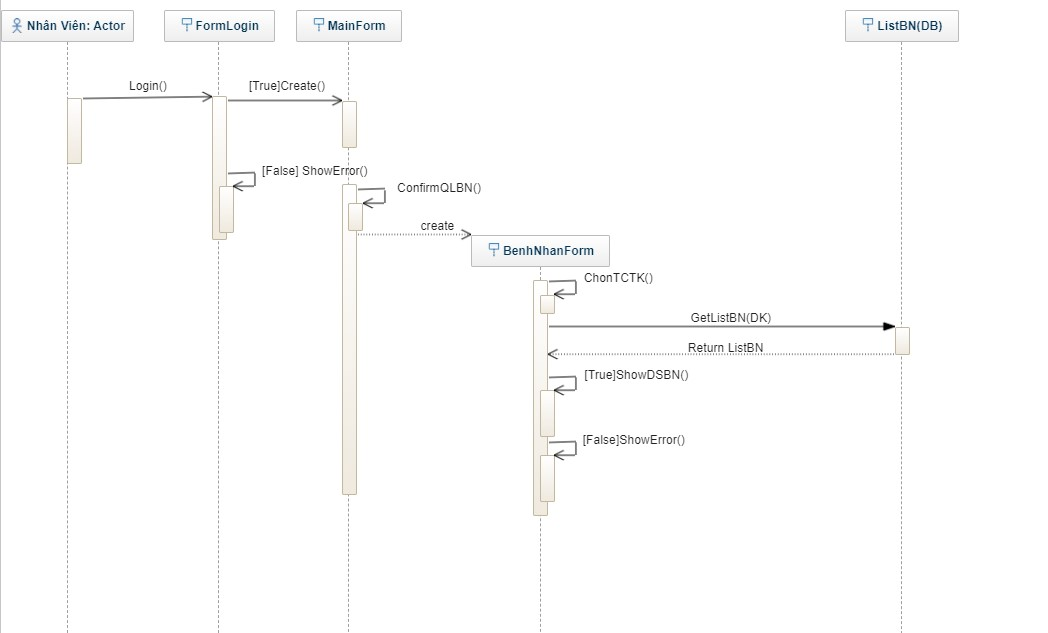 Nhân Viên: Actor
FormLogin
MainForm
ListBN(DB)
Login()
[True]Create()
[False] ShowError()
ConfirmQLBN()
create
BenhNhanForm
ChonTCTK()
GetListBN(DK)
Return ListBN
[True]ShowDSBN()
[False]ShowError()